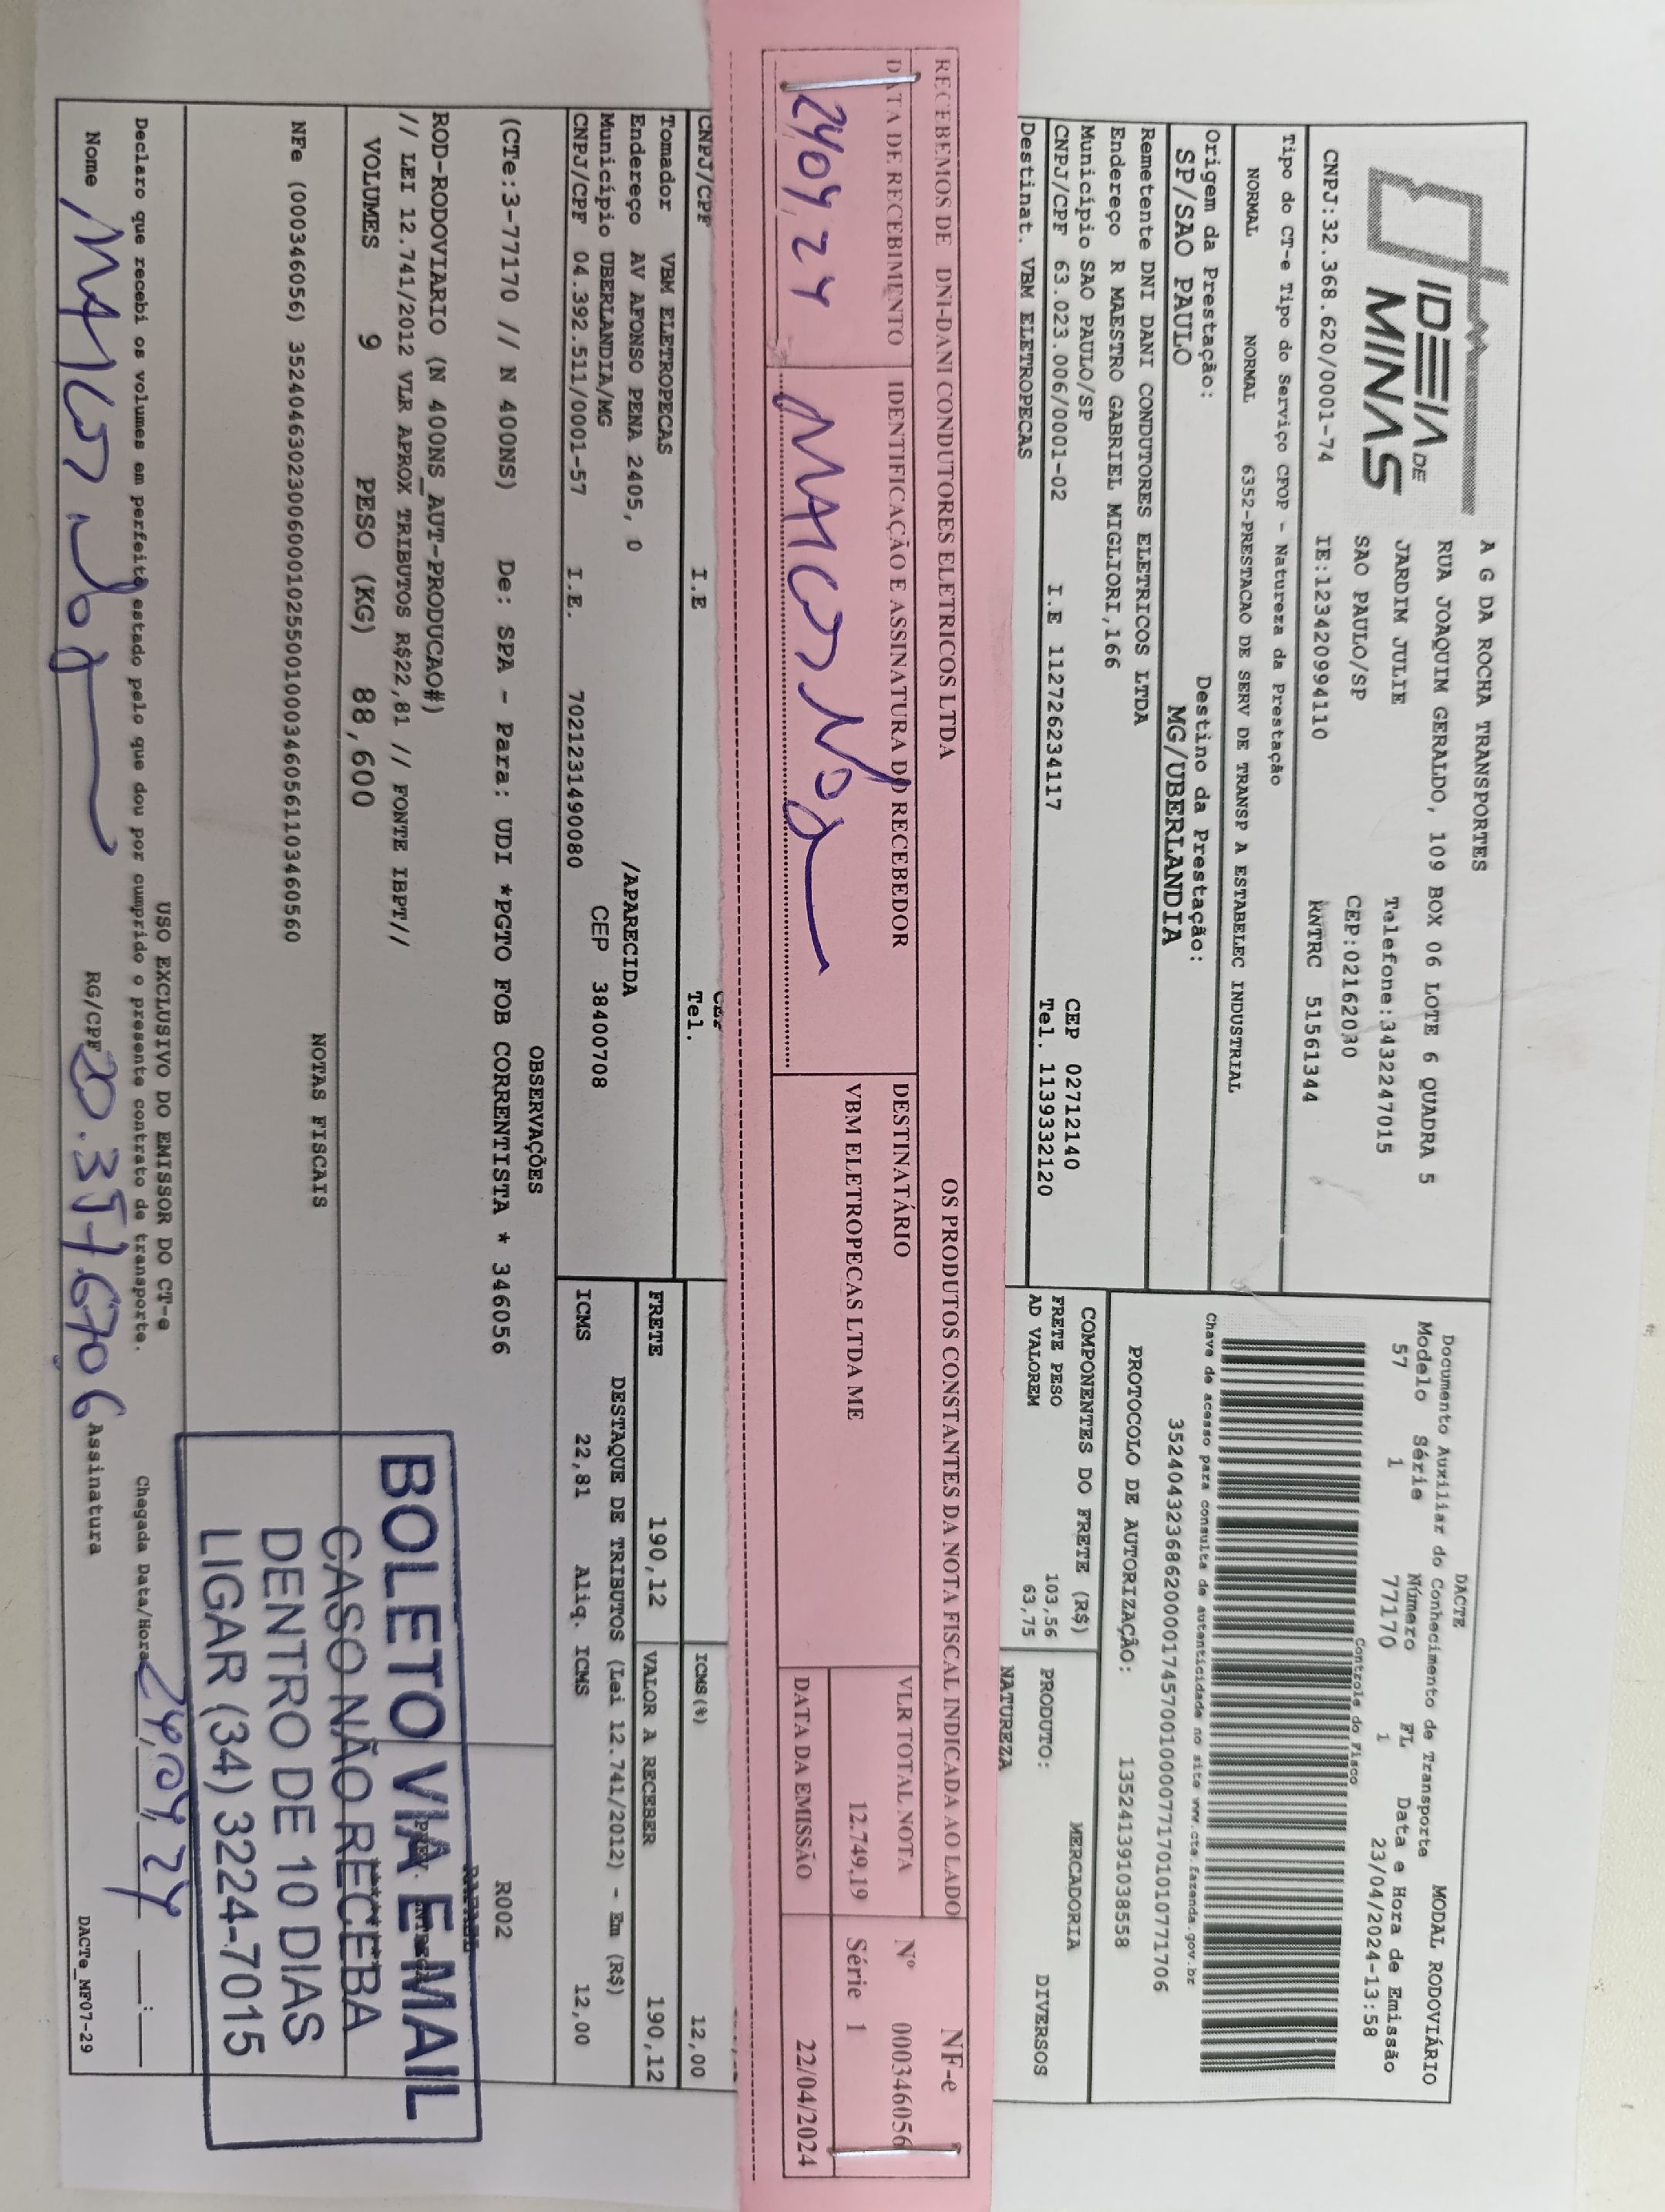 IDEIA DE
MINAS
A G DA ROCHA TRANSPORTES
RUA JOAQUIM GERALDO, 109 BOX 06 LOTE 6 QUADRA 5
JARDIM JULIE Telefone:3432247015
SAO PAULO/SP CEP:02162030
CNPJ:32.368.620/0001-74 IE:123420994110 RNTRC 51561344
DACTE MODAL RODOVIÁRIO
Documento Auxiliar do Conhecimento de Transporte
Modelo Série Número FL Data e Hora de Emissão
57 1 77170 1 23/04/2024-13:58
Controle do Fisco
Tipo do CT-e Tipo do Serviço CFOP - Natureza da Prestação
NORMAL NORMAL 6352-PRESTACAO DE SERV DE TRANSP A ESTABELEC INDUSTRIAL
Chave de acesso para consulta de autenticidade no site www.cte.fazenda.gov.br
35240432368620000174570010000771701010771706
Origem da Prestação: Destino da Prestação:
SP/SAO PAULO MG/UBERLANDIA
PROTOCOLO DE AUTORIZAÇÃO: 135241391038558
Remetente DNI DANI CONDUTORES ELETRICOS LTDA
Endereço R MAESTRO GABRIEL MIGLIORI,166
Município SAO PAULO/SP CEP 02712140
CNPJ/CPF 63.023.006/0001-02 I.E 112726234117 Tel. 1139332120
Destinat. VBM ELETROPECAS
COMPONENTES DO FRETE (R$) MERCADORIA
FRETE PESO 103,56 PRODUTO: DIVERSOS
AD VALOREM 63,75
NATUREZA
RECEBEMOS DE DNI-DANI CONDUTORES ELETRICOS LTDA OS PRODUTOS CONSTANTES DA NOTA FISCAL INDICADA AO LADO
NF-e
DATA DE RECEBIMENTO IDENTIFICAÇÃO E ASSINATURA DO RECEBEDOR DESTINATÁRIO VLR TOTAL NOTA Nº 000346056
VBM ELETROPECAS LTDA ME 12.749,19 Série 1
240424
DATA DA EMISSÃO 22/04/2024
CNPJ/CPF I.E Tel.
ICMS(%) 12,00
Tomador VBM ELETROPECAS
FRETE 190,12 VALOR A RECEBER 190,12
Endereço AV AFONSO PENA 2405, 0 /APARECIDA
Município UBERLANDIA/MG CEP 38400708
DESTAQUE DE TRIBUTOS (Lei 12.741/2012) - Em (R$)
CNPJ/CPF 04.392.511/0001-57 I.E. 7021231490080
ICMS 22,81 Aliq. ICMS 12,00
OBSERVAÇÕES
(CTe:3-77170 // N 400NS) De: SPA - Para: UDI *PGTO FOB CORRENTISTA * 346056
R002
ROD-RODOVIARIO (N 400NS_AUT-PRODUCAO#)
// LEI 12.741/2012 VLR APROX TRIBUTOS R$22,81 // FONTE IBPT//
VOLUMES 9 PESO (KG) 88,600
NOTAS FISCAIS
NFe (000346056) 35240463023006000102550010003460561103460560
BOLETO VIA EMAIL
CASO NÃO RECEBA
DENTRO DE 10 DIAS
LIGAR (34) 3224-7015
USO EXCLUSIVO DO EMISSOR DO CT-e
Declaro que recebi os volumes em perfeito estado pelo que dou por cumprido o presente contrato de transporte.
Chegada Data/Hora 24,04,24 __:__
Nome RG/CPF Assinatura
DACTe_MF07-29